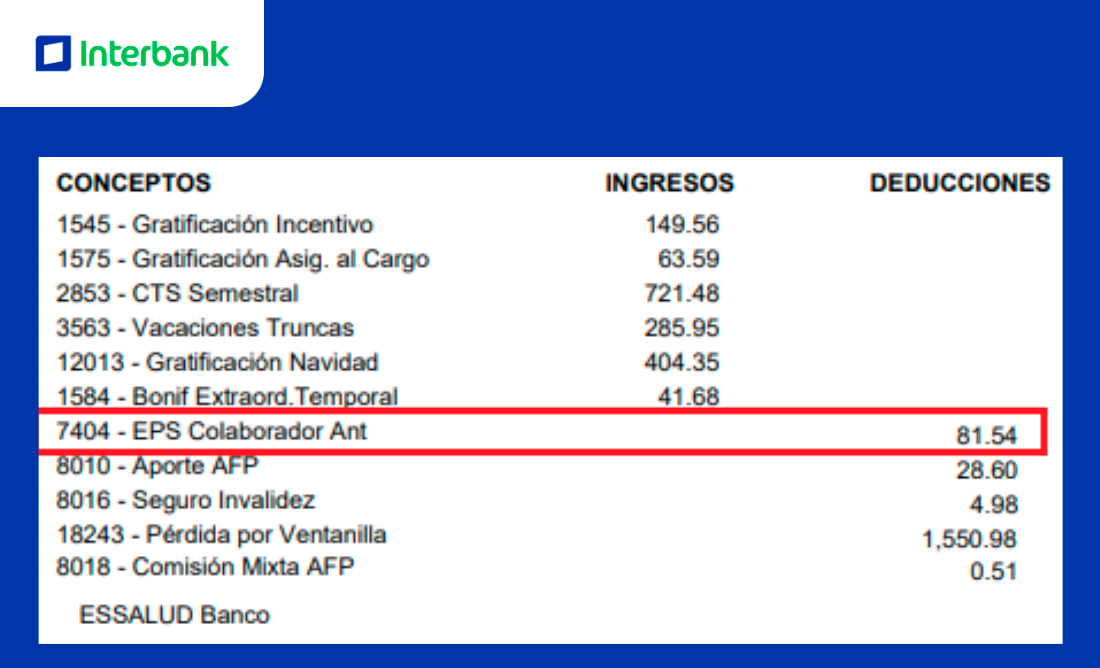 Interbank
CONCEPTOS INGRESOS DEDUCCIONES
1545 - Gratificación Incentivo 149.56
1575 - Gratificación Asig. al Cargo 63.59
2853 - CTS Semestral 721.48
3563 - Vacaciones Truncas 285.95
12013 - Gratificación Navidad 404.35
1584 - Bonif Extraord.Temporal 41.68
7404 - EPS Colaborador Ant 81.54
8010 - Aporte AFP 28.60
8016 - Seguro Invalidez 4.98
18243 - Pérdida por Ventanilla 1,550.98
8018 - Comisión Mixta AFP 0.51
ESSALUD Banco